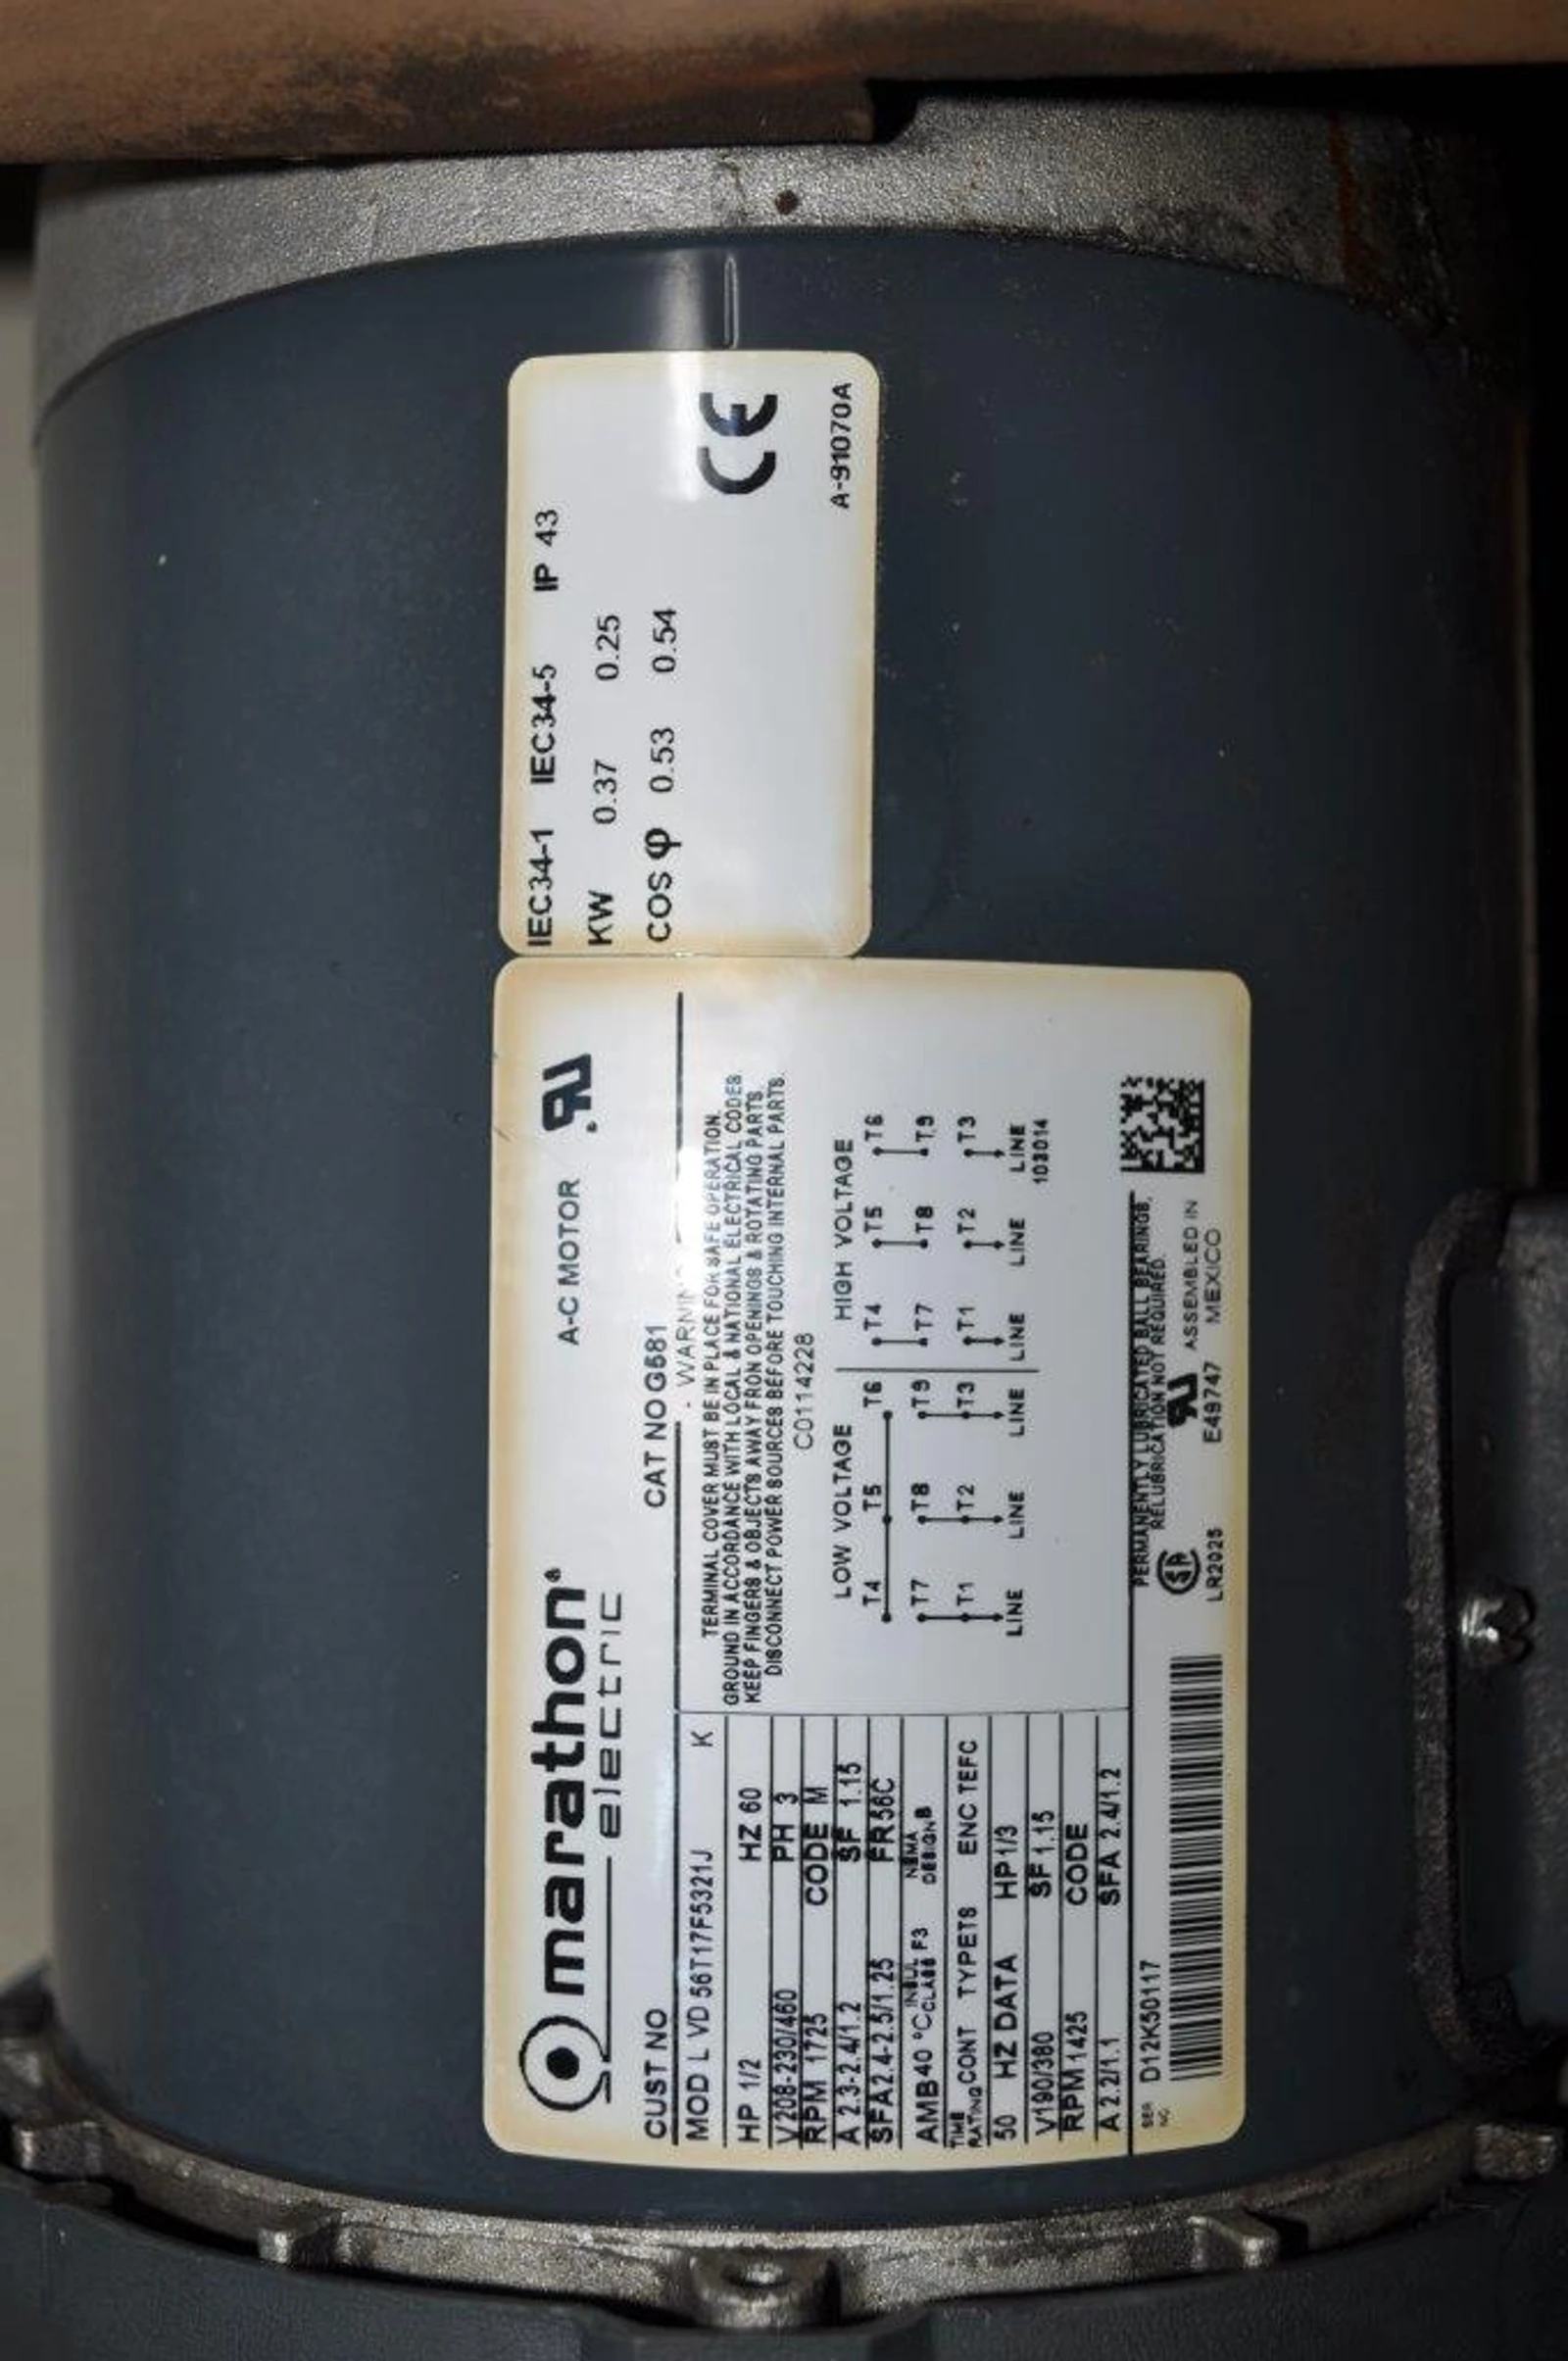 marathon®
electric
A-C MOTOR
CUST NO
CAT NO G581
MOD L VD 56T17F5321J K
HP 1/2 HZ 60
V 208-230/460 PH 3
RPM 1725 CODE M
A 2.3-2.4/1.2 SF 1.15
SFA 2.4-2.5/1.25 FR 56C
AMB 40 °C INSUL CLASS F3 NEMA DESIGN B
TIME RATING CONT TYPE TS ENC TEFC
50 HZ DATA HP 1/3
V 190/380 SF 1.15
RPM 1425 CODE
A 2.2/1.1 SFA 2.4/1.2
- WARNING
TERMINAL COVER MUST BE IN PLACE FOR SAFE OPERATION.
GROUND IN ACCORDANCE WITH LOCAL & NATIONAL ELECTRICAL CODES
KEEP FINGERS & OBJECTS AWAY FRON OPENINGS & ROTATING PARTS.
DISCONNECT POWER SOURCES BEFORE TOUCHING INTERNAL PARTS.
C0114228
LOW VOLTAGE HIGH VOLTAGE
T4 T5 T6 T4 T5 T6
T7 T8 T9 T7 T8 T9
T1 T2 T3 T1 T2 T3
LINE LINE LINE LINE LINE LINE
103014
SER NO D12K50117
PERMANENTLY LUBRICATED BALL BEARINGS.
RELUBRICATION NOT REQUIRED.
LR2025
E49747
ASSEMBLED IN
MEXICO
IEC34-1 IEC34-5 IP 43
KW 0.37 0.25
COS φ 0.53 0.54
CE
A-91070A